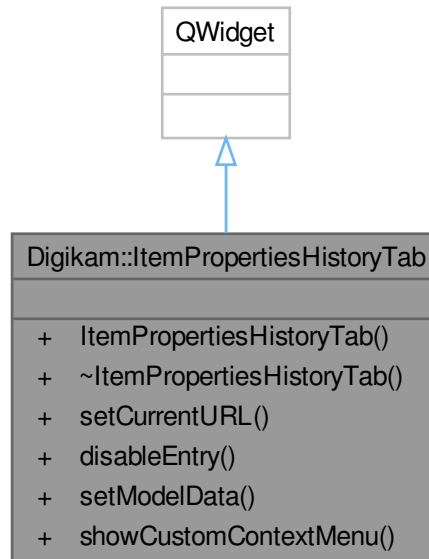 QWidget
Digikam::ItemPropertiesHistoryTab
+ ItemPropertiesHistoryTab()
+ ~ItemPropertiesHistoryTab()
+ setCurrentURL()
+ disableEntry()
+ setModelData()
+ showCustomContextMenu()